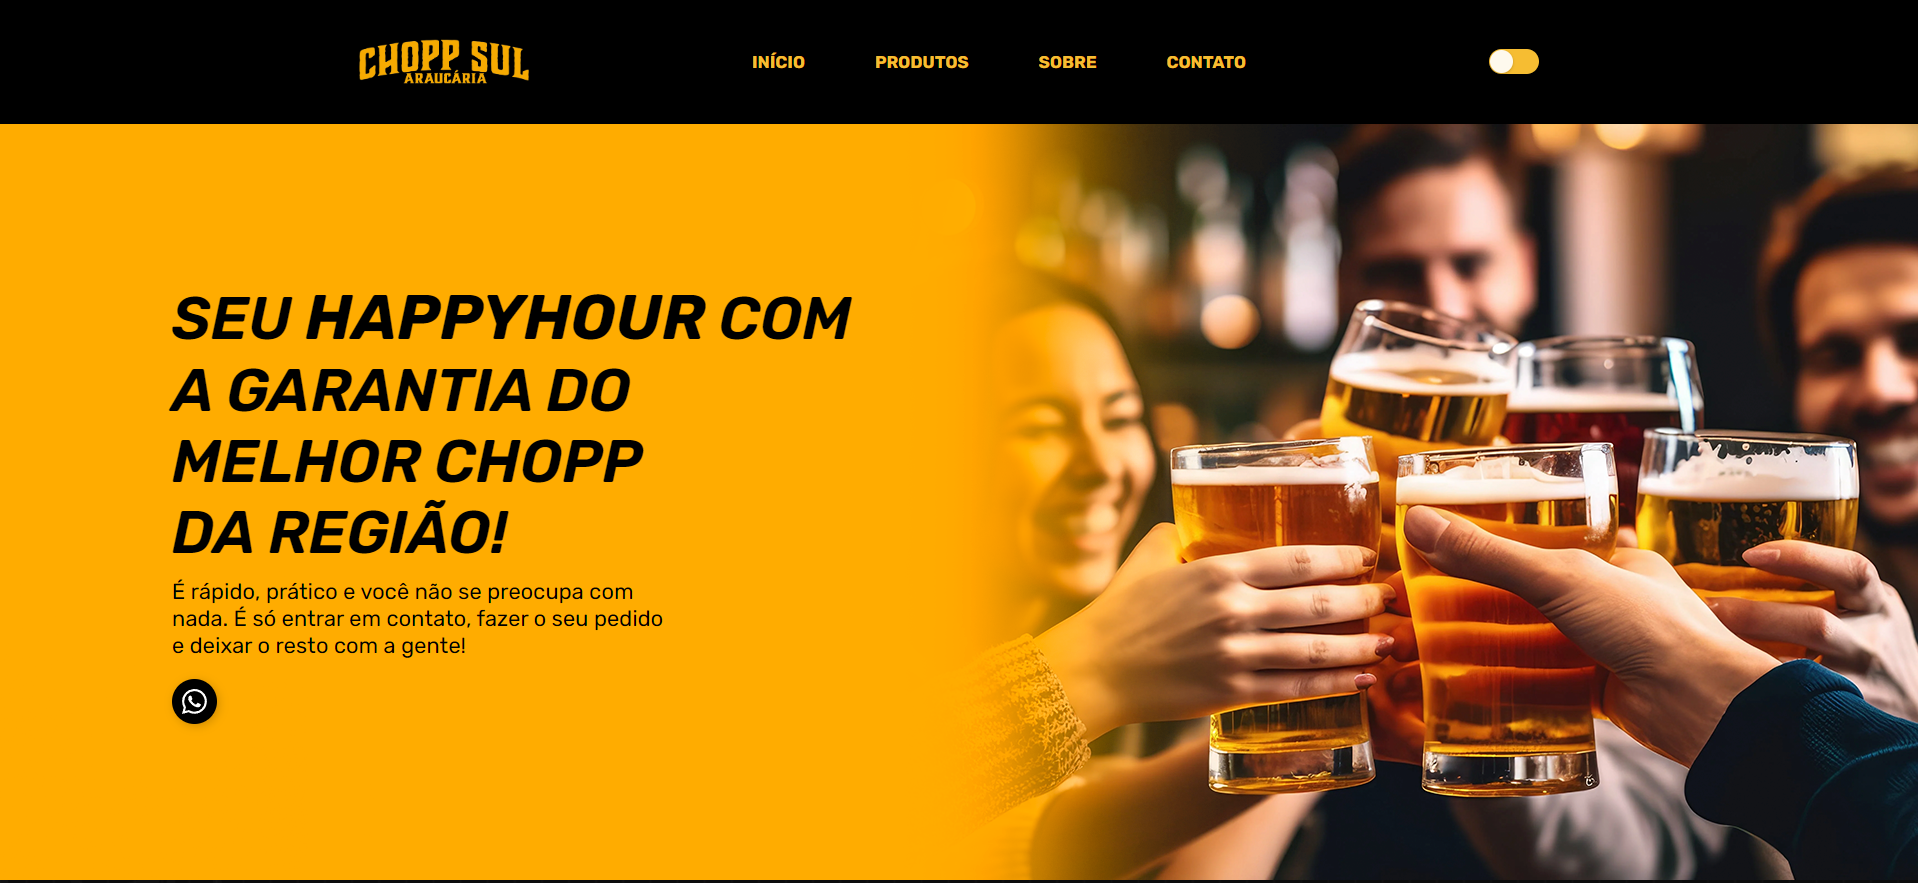 CHOPP SUL
ARAUCÁRIA
INÍCIO
PRODUTOS
SOBRE
CONTATO
SEU HAPPYHOUR COM
A GARANTIA DO
MELHOR CHOPP
DA REGIÃO!
É rápido, prático e você não se preocupa com
nada. É só entrar em contato, fazer o seu pedido
e deixar o resto com a gente!